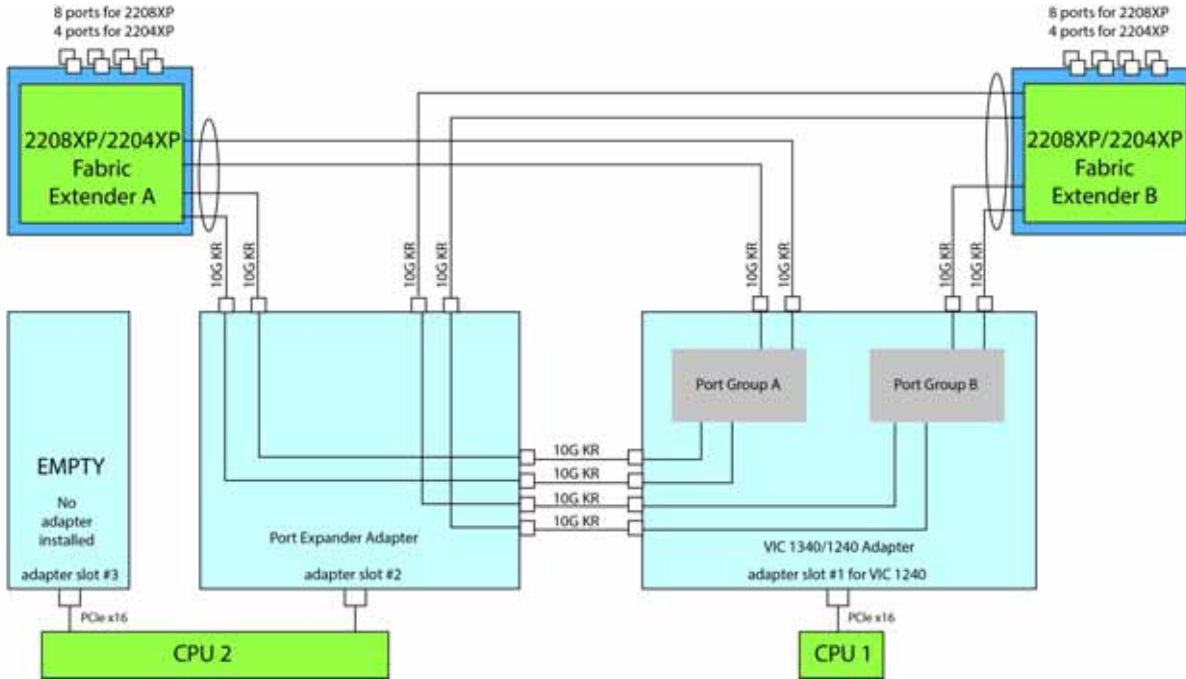 8 ports for 2208XP
4 ports for 2204XP
8 ports for 2208XP
4 ports for 2204XP
2208XP/2204XP
Fabric
Extender A
2208XP/2204XP
Fabric
Extender B
10G KR
10G KR
10G KR
10G KR
10G KR
10G KR
10G KR
10G KR
Port Group A
Port Group B
10G KR
10G KR
10G KR
10G KR
EMPTY
No
adapter
installed
adapter slot #3
Port Expander Adapter
adapter slot #2
VIC 1340/1240 Adapter
adapter slot #1 for VIC 1240
PCIe x16
PCIe x16
CPU 2
CPU 1